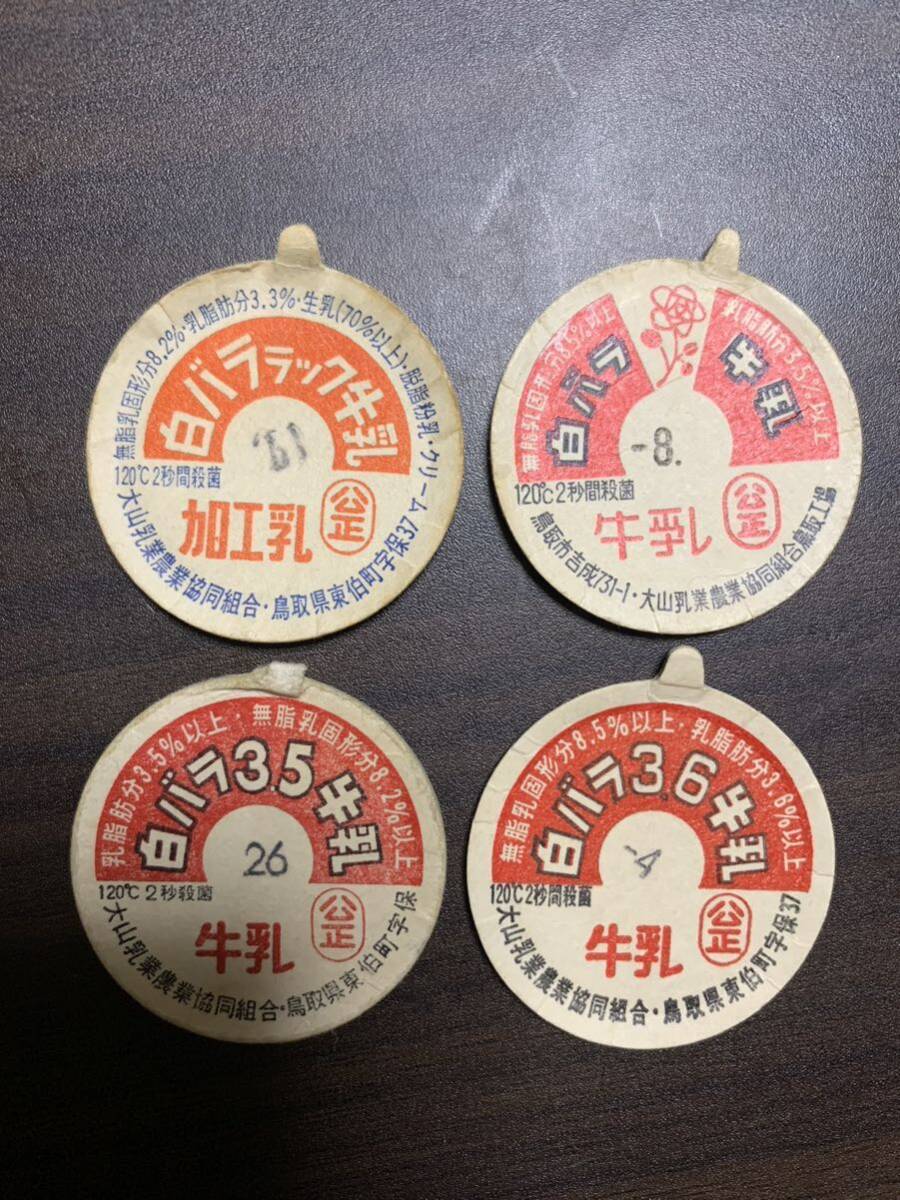 無脂乳固形分8.2%・乳脂肪分3.3%・生乳(70%以上)・脱脂粉乳・クリーム
白バララック牛乳
120℃2秒間殺菌
加工乳
公正
大山乳業農業協同組合・鳥取県東伯町字保37
無脂乳固形分8.5%以上
乳脂肪分3.5%以上
白バラ
牛乳
-8.
120℃2秒間殺菌
牛乳
公正
鳥取市吉成731-1・大山乳業農業協同組合鳥取工場
乳脂肪分3.5%以上・無脂乳固形分8.2%以上
白バラ3.5牛乳
26
120℃2秒殺菌
牛乳
公正
大山乳業農業協同組合・鳥取県東伯町字保
無脂乳固形分8.5%以上・乳脂肪分3.6%以上
白バラ3.6牛乳
-4
120℃2秒間殺菌
牛乳
公正
大山乳業農業協同組合・鳥取県東伯町字保37